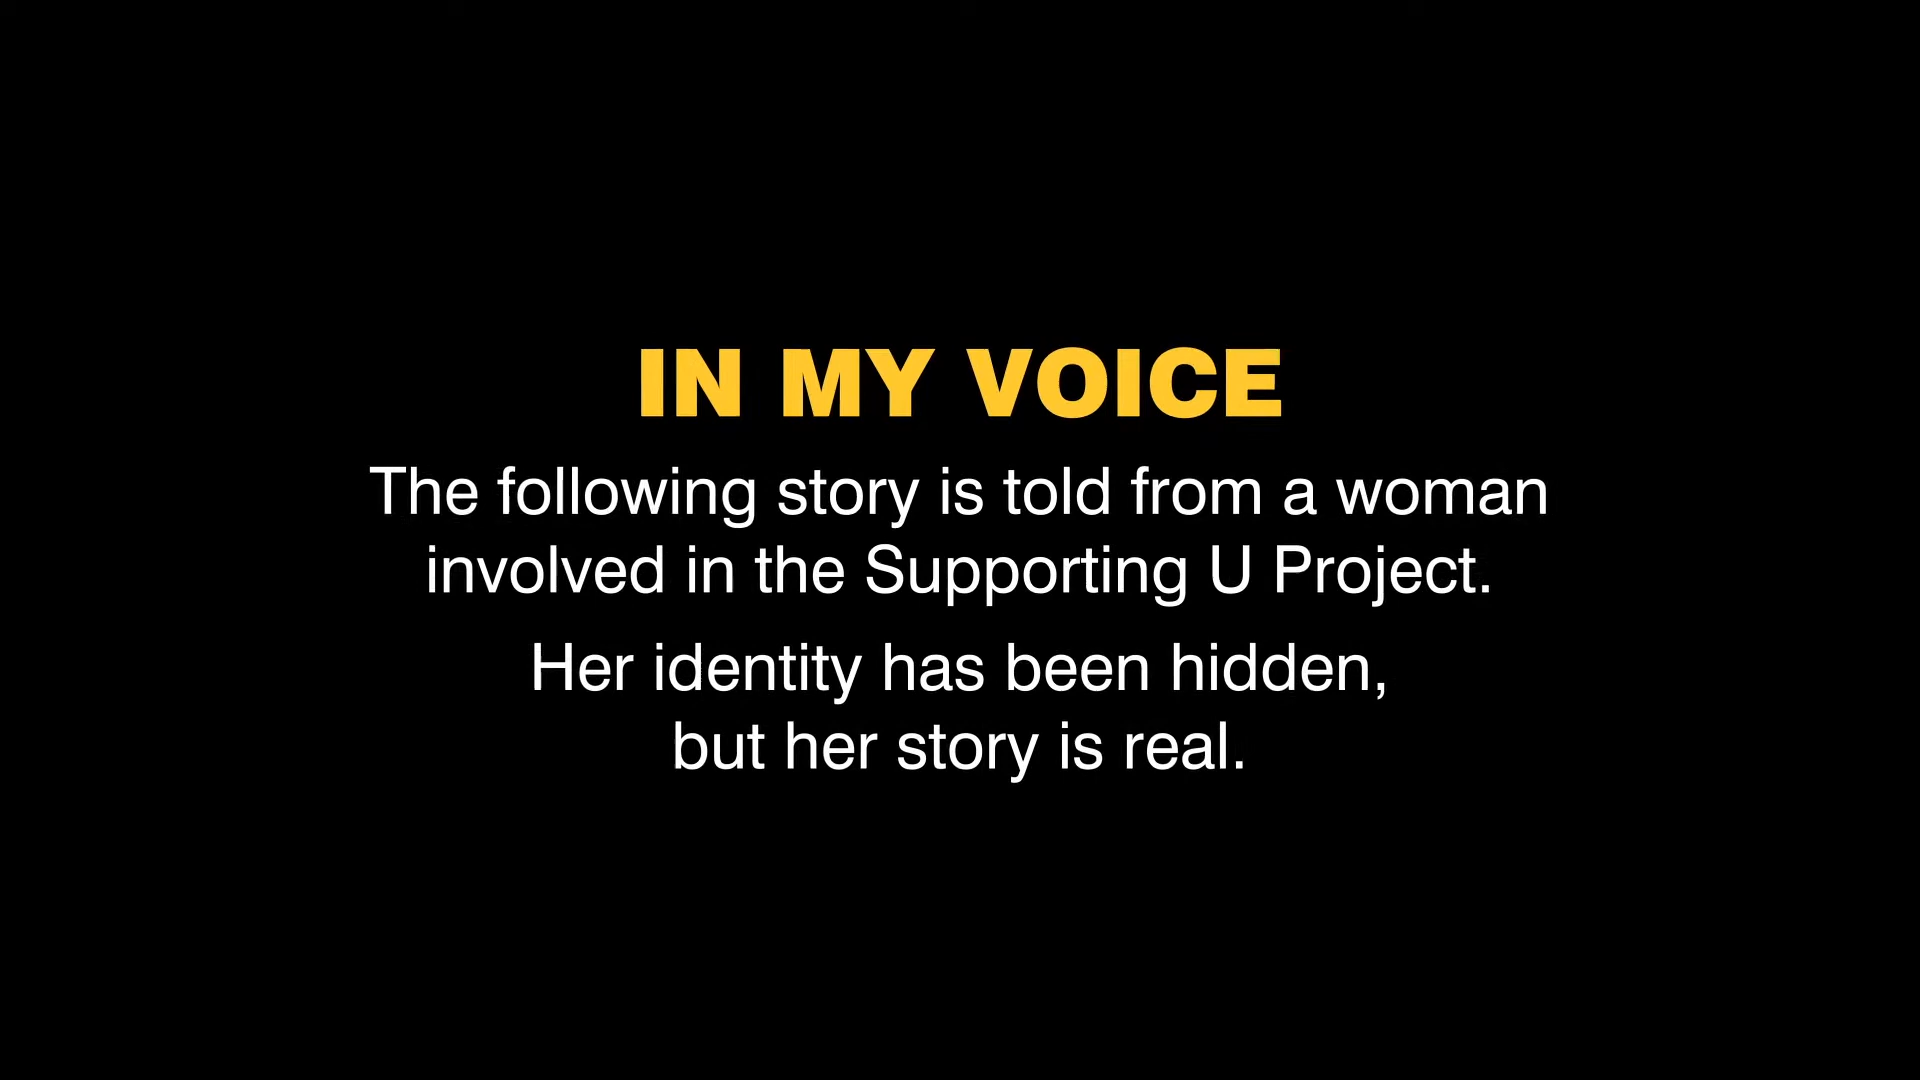 IN MY VOICE
The following story is told from a woman
involved in the Supporting U Project.
Her identity has been hidden,
but her story is real.